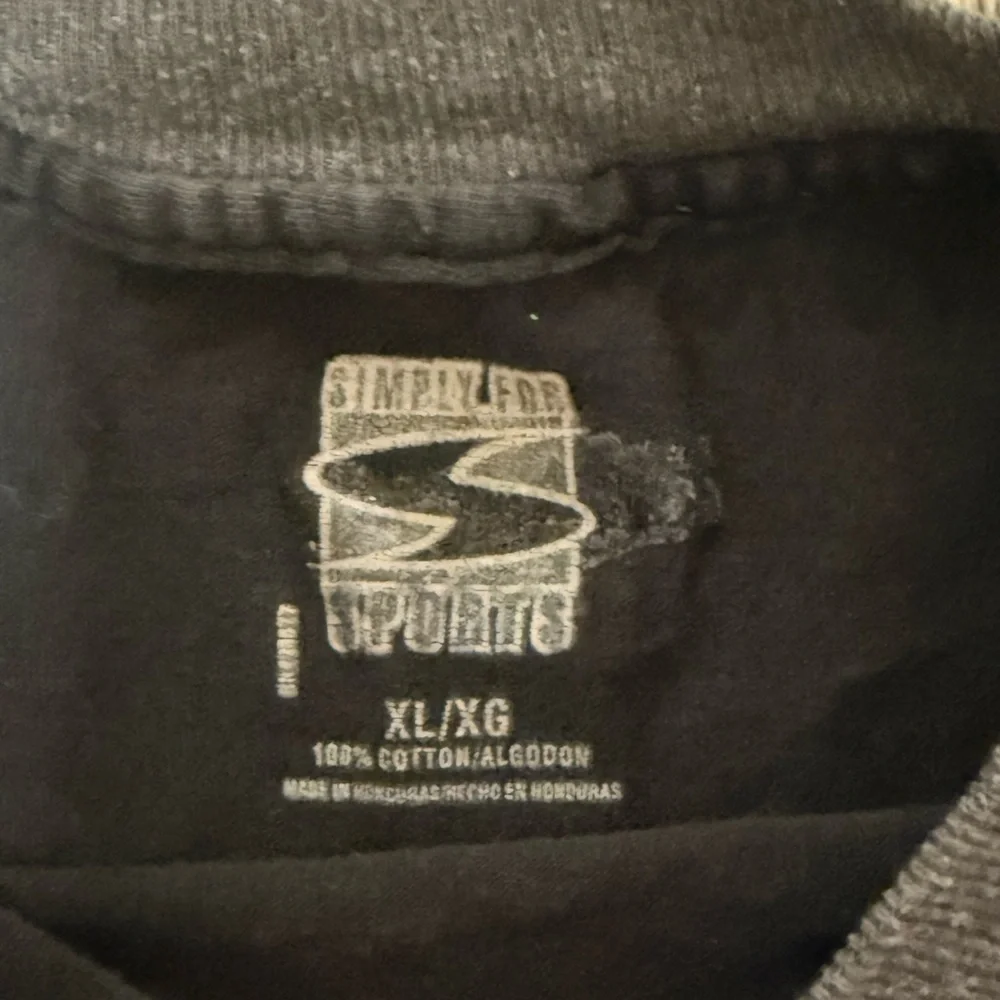 SIMPLY FOR
SPORTS
XL/XG
100% COTTON/ALGODON
MADE IN HONDURAS/HECHO EN HONDURAS